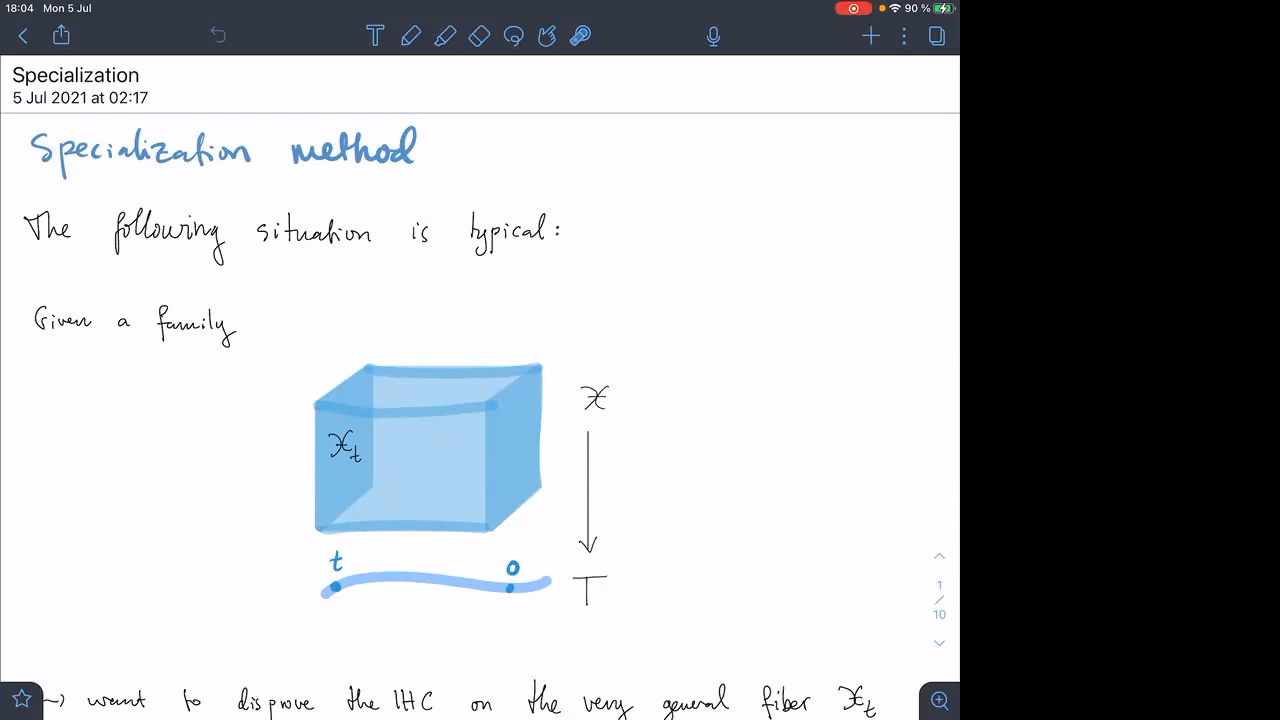 18:04 Mon 5 Jul 90 %
T
Specialization
5 Jul 2021 at 02:17
Specialization method
The following situation is typical:
Given a family
𝒳
𝒳t
t 0
T
1
/
10
~> want to disprove the IHC on the very general fiber 𝒳t